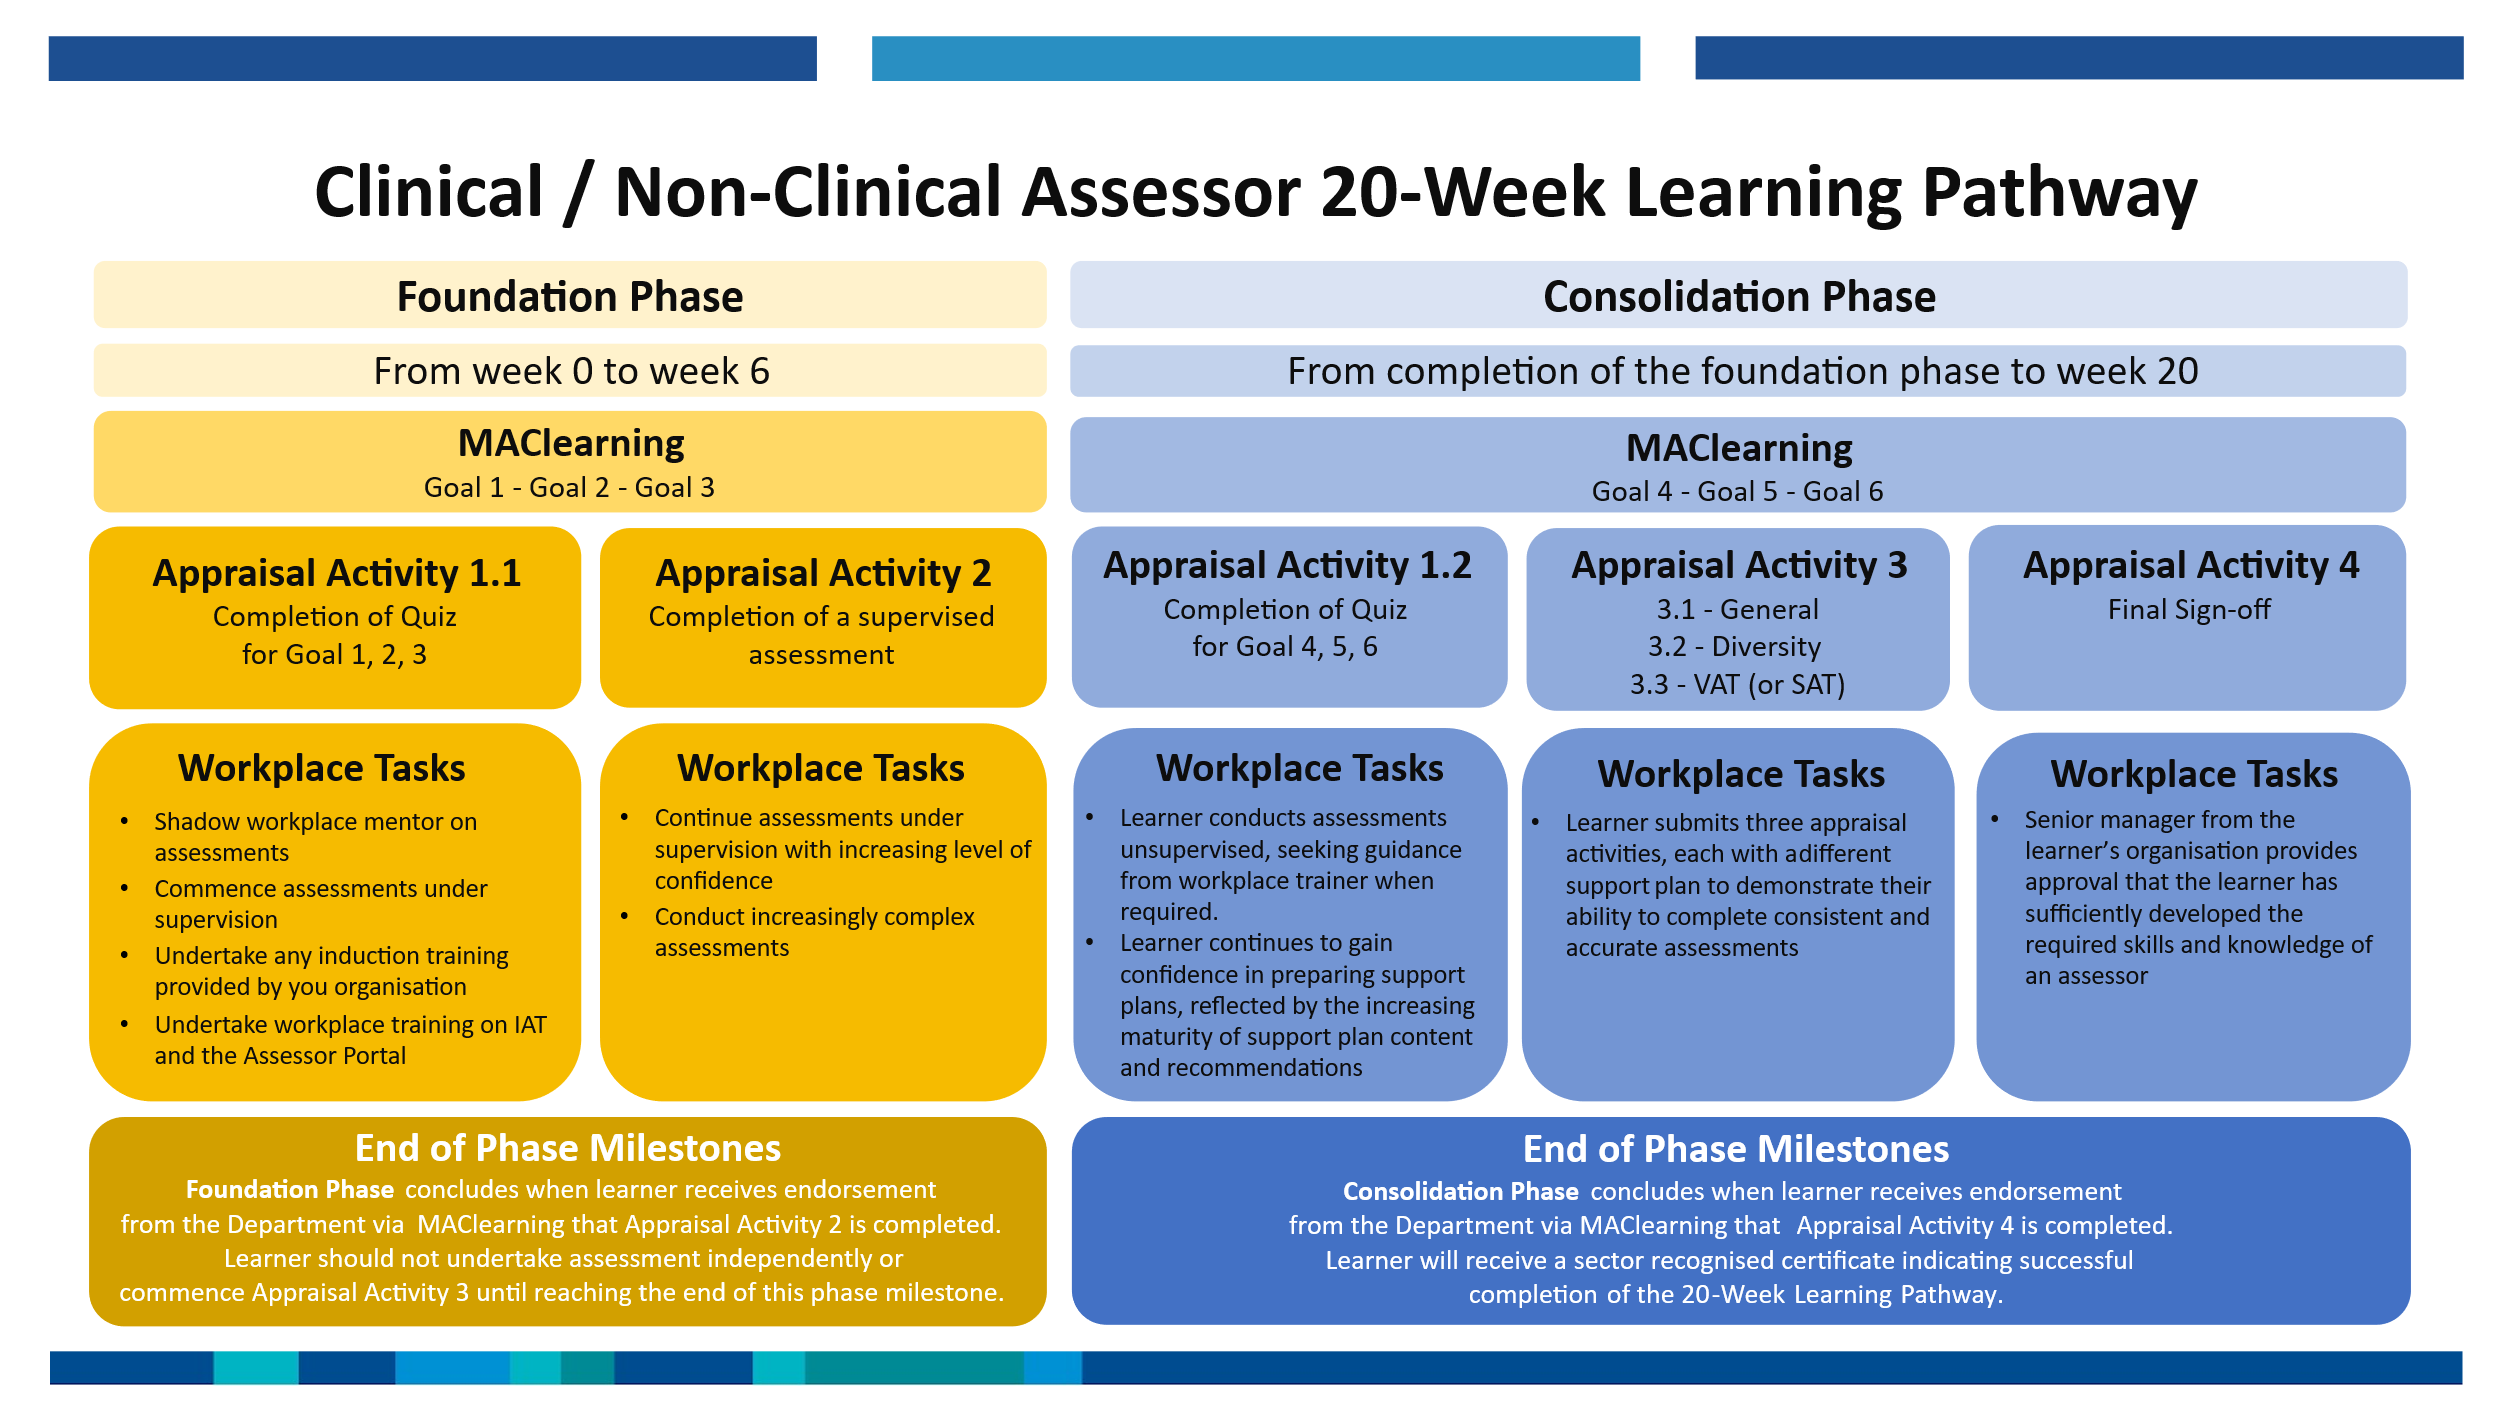 Clinical / Non-Clinical Assessor 20-Week Learning Pathway
Foundation Phase
From week 0 to week 6
MAClearning
Goal 1 - Goal 2 - Goal 3
Appraisal Activity 1.1
Completion of Quiz
for Goal 1, 2, 3
Appraisal Activity 2
Completion of a supervised
assessment
Workplace Tasks
• Shadow workplace mentor on
assessments
• Commence assessments under
supervision
• Undertake any induction training
provided by you organisation
• Undertake workplace training on IAT
and the Assessor Portal
Workplace Tasks
• Continue assessments under
supervision with increasing level of
confidence
• Conduct increasingly complex
assessments
End of Phase Milestones
Foundation Phase concludes when learner receives endorsement
from the Department via MAClearning that Appraisal Activity 2 is completed.
Learner should not undertake assessment independently or
commence Appraisal Activity 3 until reaching the end of this phase milestone.
Consolidation Phase
From completion of the foundation phase to week 20
MAClearning
Goal 4 - Goal 5 - Goal 6
Appraisal Activity 1.2
Completion of Quiz
for Goal 4, 5, 6
Appraisal Activity 3
3.1 - General
3.2 - Diversity
3.3 - VAT (or SAT)
Appraisal Activity 4
Final Sign-off
Workplace Tasks
• Learner conducts assessments
unsupervised, seeking guidance
from workplace trainer when
required.
• Learner continues to gain
confidence in preparing support
plans, reflected by the increasing
maturity of support plan content
and recommendations
Workplace Tasks
• Learner submits three appraisal
activities, each with adifferent
support plan to demonstrate their
ability to complete consistent and
accurate assessments
Workplace Tasks
• Senior manager from the
learner’s organisation provides
approval that the learner has
sufficiently developed the
required skills and knowledge of
an assessor
End of Phase Milestones
Consolidation Phase concludes when learner receives endorsement
from the Department via MAClearning that Appraisal Activity 4 is completed.
Learner will receive a sector recognised certificate indicating successful
completion of the 20-Week Learning Pathway.